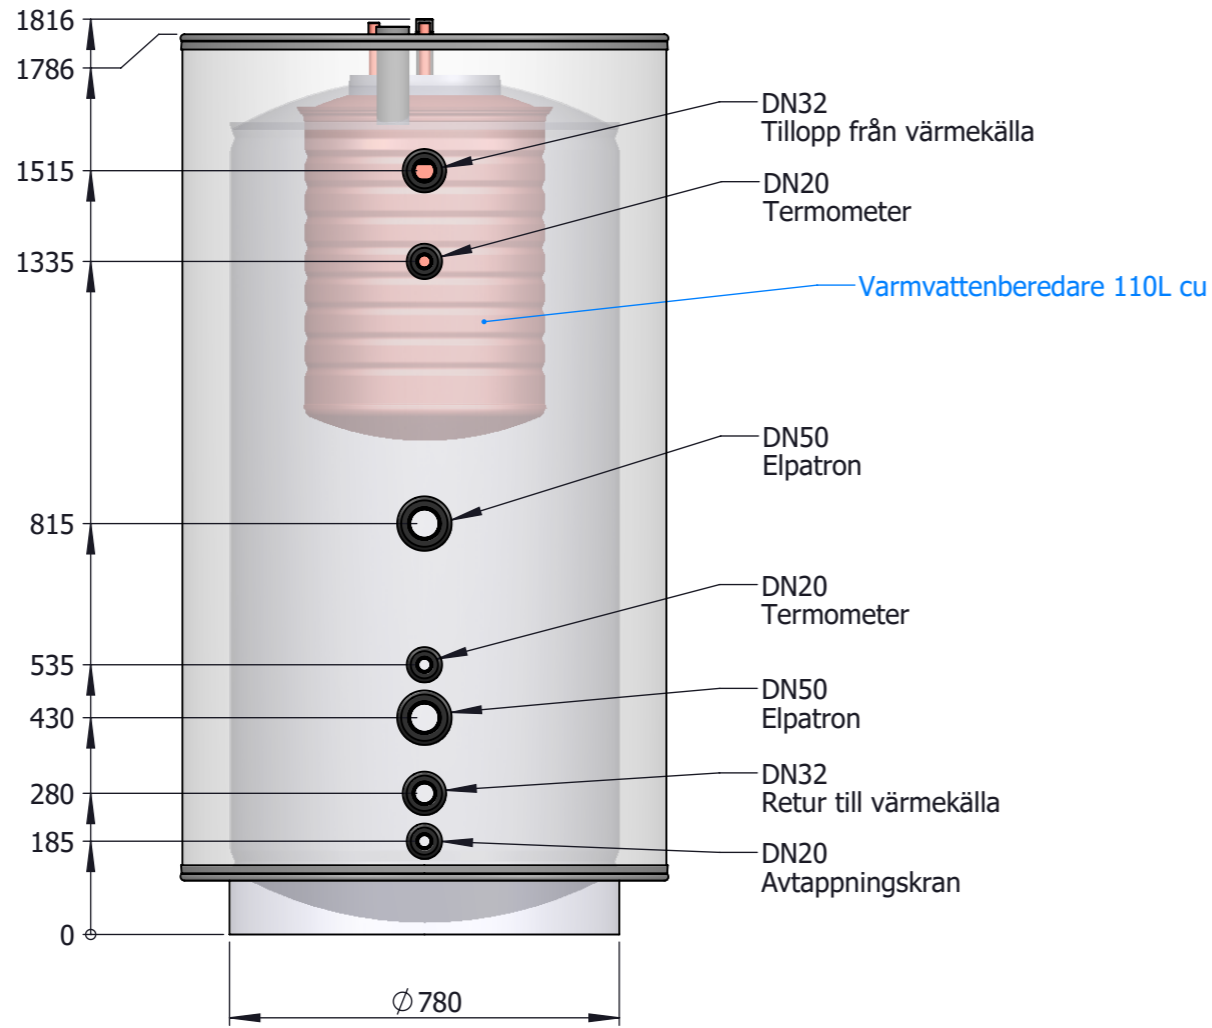 1816
1786
DN32
Tillopp från värmekälla
1515
DN20
Termometer
1335
Varmvattenberedare 110L cu
DN50
Elpatron
815
DN20
Termometer
535
DN50
Elpatron
430
DN32
Retur till värmekälla
280
185
DN20
Avtappningskran
0
∅780